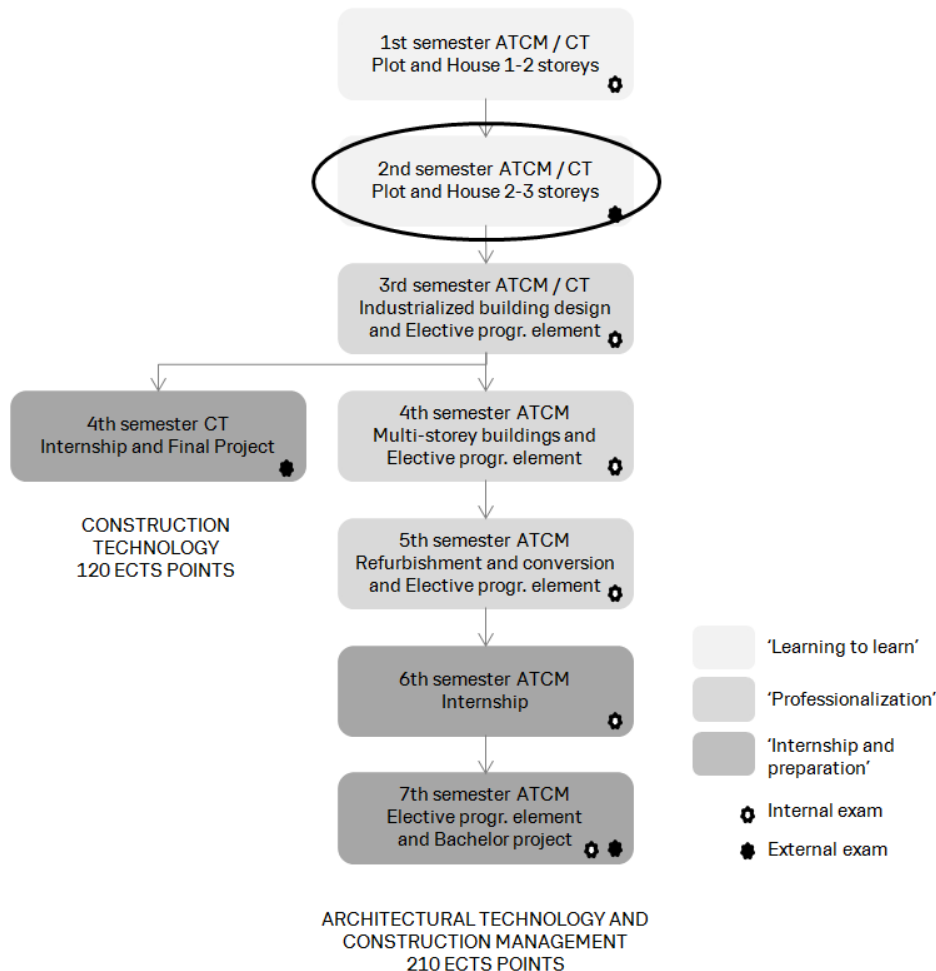 1st semester ATCM / CT
Plot and House 1-2 storeys
2nd semester ATCM / CT
Plot and House 2-3 storeys
3rd semester ATCM / CT
Industrialized building design
and Elective progr. element
4th semester CT
Internship and Final Project
CONSTRUCTION
TECHNOLOGY
120 ECTS POINTS
4th semester ATCM
Multi-storey buildings and
Elective progr. element
5th semester ATCM
Refurbishment and conversion
and Elective progr. element
6th semester ATCM
Internship
7th semester ATCM
Elective progr. element
and Bachelor project
ARCHITECTURAL TECHNOLOGY AND
CONSTRUCTION MANAGEMENT
210 ECTS POINTS
‘Learning to learn’
‘Professionalization’
‘Internship and
preparation’
Internal exam
External exam